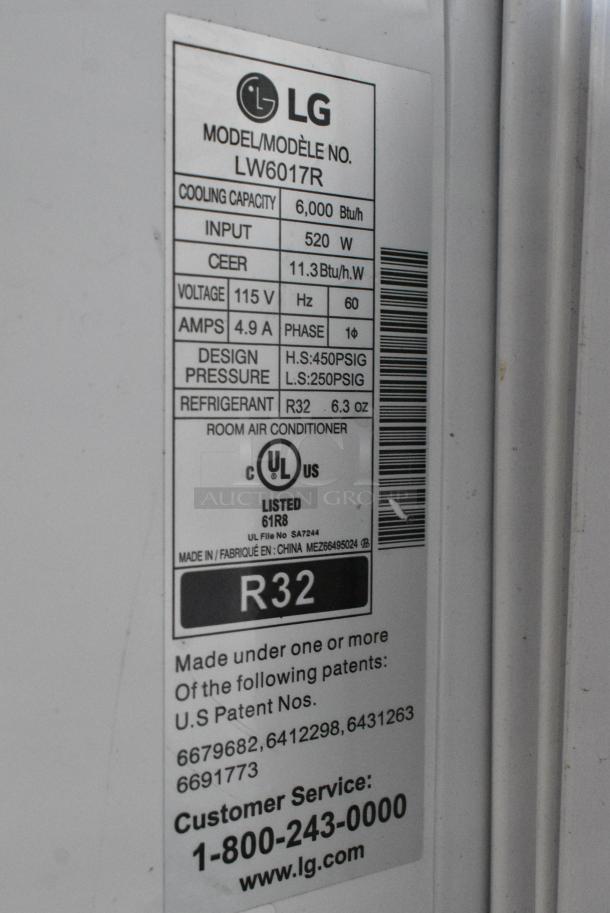 LG
MODEL/MODÈLE NO.
LW6017R
COOLING CAPACITY 6,000 Btu/h
INPUT 520 W
CEER 11.3Btu/h.W
VOLTAGE 115 V Hz 60
AMPS 4.9 A PHASE 1ϕ
DESIGN PRESSURE H.S:450PSIG
L.S:250PSIG
REFRIGERANT R32 6.3 oz
ROOM AIR CONDITIONER
C UL US
LISTED
61R8
UL File No SA7244
MADE IN / FABRIQUÉ EN : CHINA MEZ66495024
R32
Made under one or more
Of the following patents:
U.S Patent Nos.
6679682,6412298,6431263
6691773
Customer Service:
1-800-243-0000
www.lg.com
AUCTION GROUP